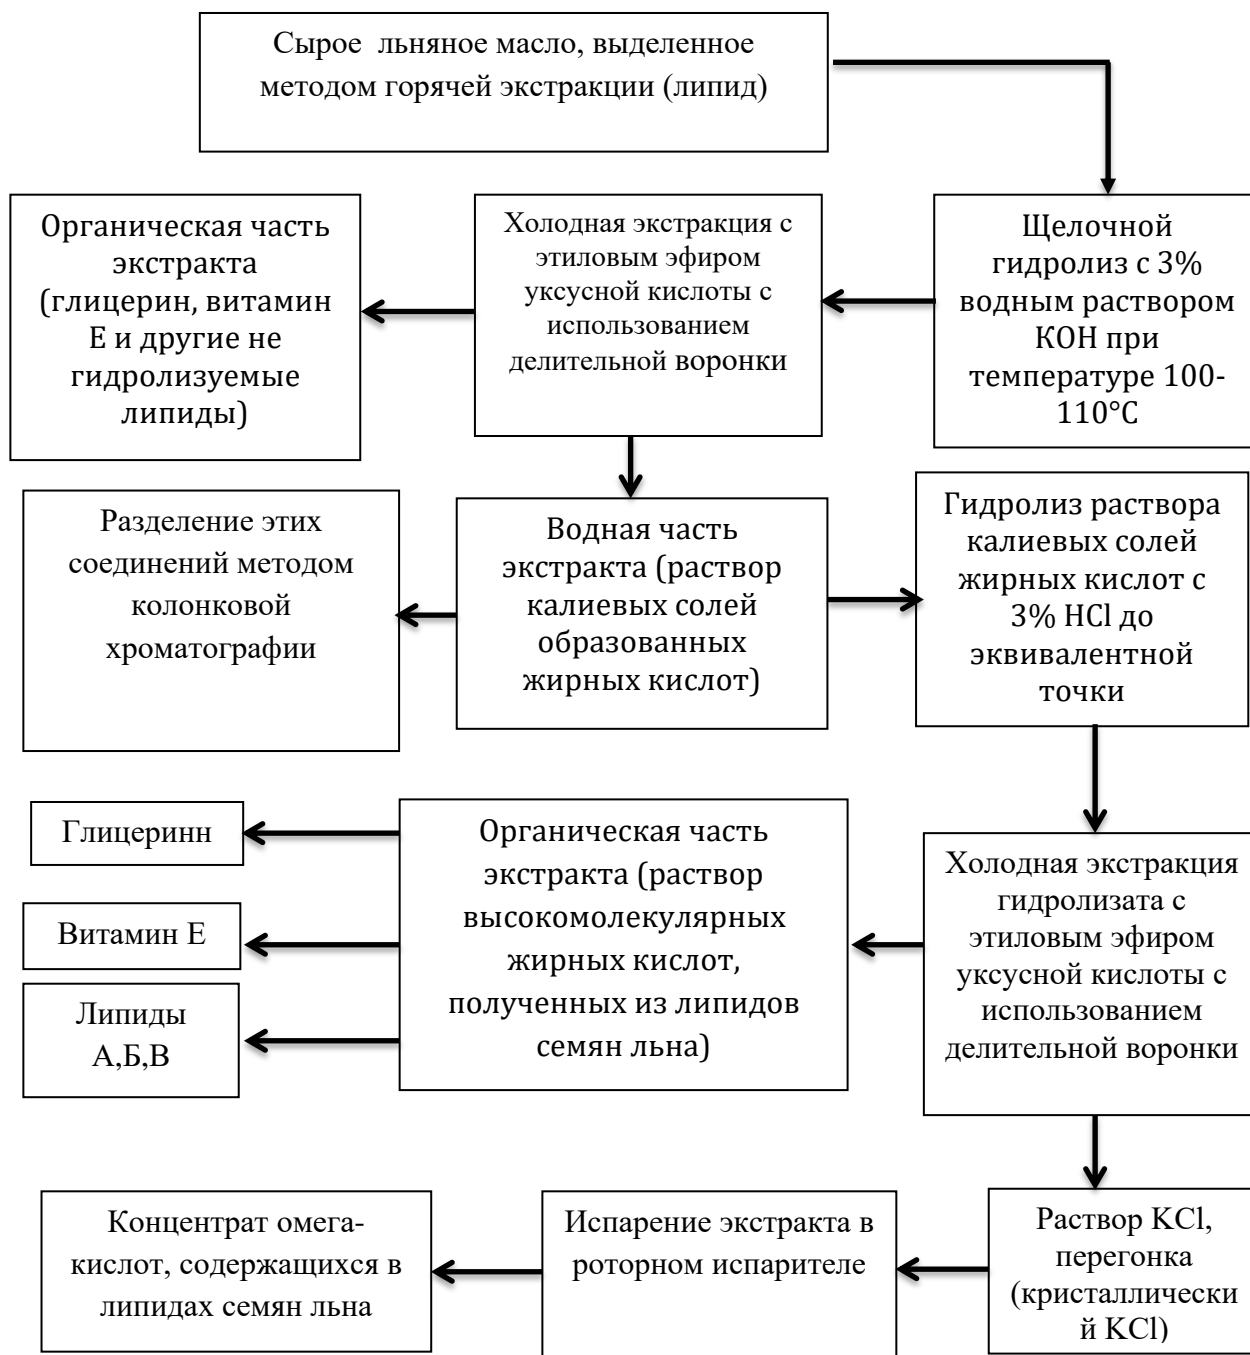 Сырое льняное масло, выделенное
методом горячей экстракции (липид)
Органическая часть
экстракта
(глицерин, витамин
Е и другие не
гидролизуемые
липиды)
Холодная экстракция с
этиловым эфиром
уксусной кислоты с
использованием
делительной воронки
Щелочной
гидролиз с 3%
водным раствором
КОН при
температуре 100-
110°С
Разделение этих
соединений методом
колонковой
хроматографии
Водная часть
экстракта (раствор
калиевых солей
образованных
жирных кислот)
Гидролиз раствора
калиевых солей
жирных кислот с
3% HCl до
эквивалентной
точки
Глицеринн
Витамин Е
Липиды
А,Б,В
Органическая часть
экстракта (раствор
высокомолекулярных
жирных кислот,
полученных из липидов
семян льна)
Холодная экстракция
гидролизата с
этиловым эфиром
уксусной кислоты с
использованием
делительной воронки
Концентрат омега-
кислот, содержащихся в
липидах семян льна
Испарение экстракта в
роторном испарителе
Раствор KCl,
перегонка
(кристаллически
й KCl)